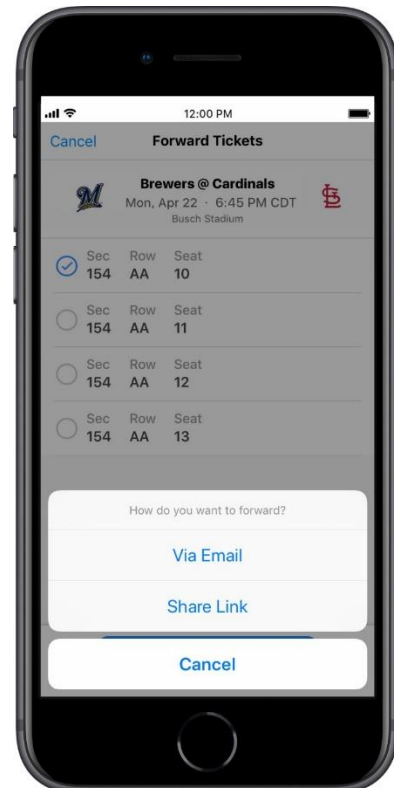 12:00 PM
Cancel Forward Tickets
Brewers @ Cardinals
Mon, Apr 22 · 6:45 PM CDT
Busch Stadium
Sec Row Seat
154 AA 10
Sec Row Seat
154 AA 11
Sec Row Seat
154 AA 12
Sec Row Seat
154 AA 13
How do you want to forward?
Via Email
Share Link
Cancel